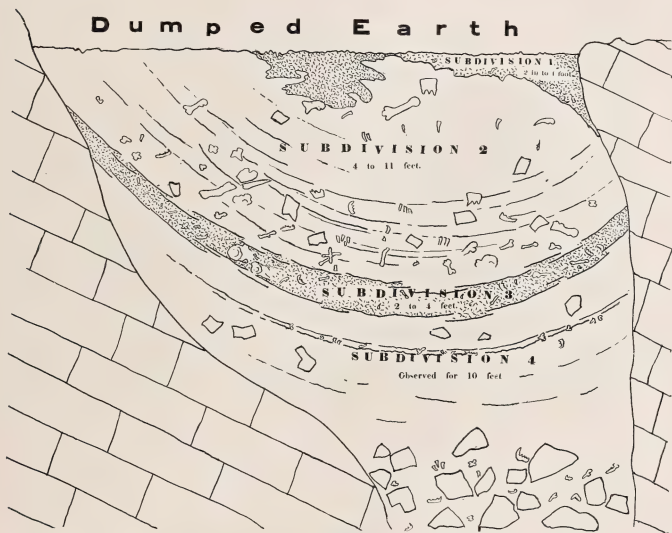 Dumped Earth
SUBDIVISION 1
2 in to 4 foot
SUBDIVISION 2
4 to 11 feet.
SUBDIVISION 3
2 to 4 feet.
SUBDIVISION 4
Observed for 10 feet